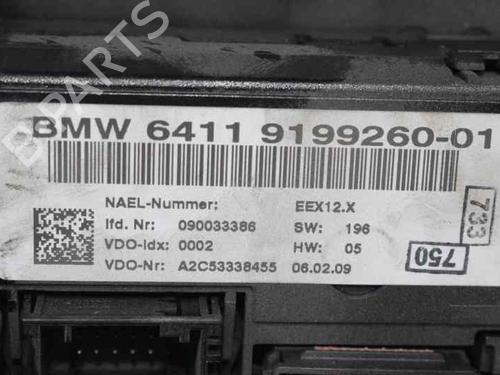 B PARTS
BMW 6411 9199260-01
NAEL-Nummer: EEX12.X
lfd. Nr: 090033386 SW: 196
VDO-Idx: 0002 HW: 05
VDO-Nr: A2C53338455 06.02.09
733
750